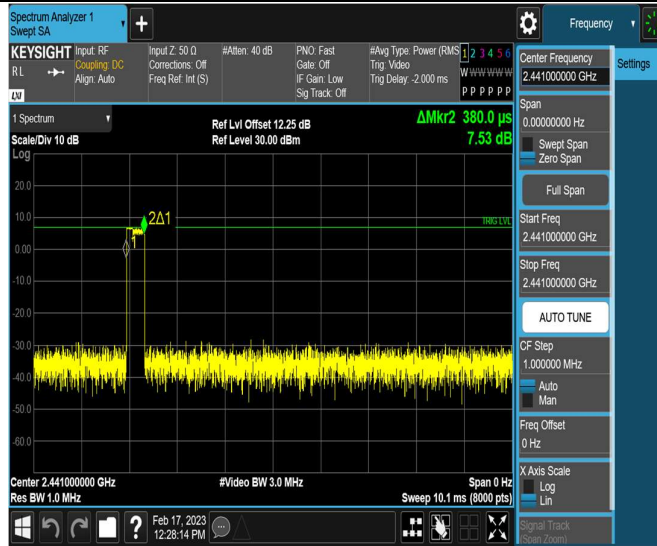 Spectrum Analyzer 1
Swept SA
Frequency
KEYSIGHT
RL
LXI
Input: RF
Coupling: DC
Align: Auto
Input Z: 50 Ω
Corrections: Off
Freq Ref: Int (S)
#Atten: 40 dB
PNO: Fast
Gate: Off
IF Gain: Low
Sig Track: Off
#Avg Type: Power (RMS
Trig: Video
Trig Delay: -2.000 ms
1 2 3 4 5 6
W W W W W W
P P P P P P
1 Spectrum
Scale/Div 10 dB
Log
Ref Lvl Offset 12.25 dB
Ref Level 30.00 dBm
ΔMkr2 380.0 µs
7.53 dB
20.0
10.0
0.00
-10.0
-20.0
-30.0
-40.0
-50.0
-60.0
2Δ1
1
TRIG LVL
Center 2.441000000 GHz
Res BW 1.0 MHz
#Video BW 3.0 MHz
Span 0 Hz
Sweep 10.1 ms (8000 pts)
Feb 17, 2023
12:28:14 PM
Center Frequency
2.441000000 GHz
Settings
Span
0.00000000 Hz
Swept Span
Zero Span
Full Span
Start Freq
2.441000000 GHz
Stop Freq
2.441000000 GHz
AUTO TUNE
CF Step
1.000000 MHz
Auto
Man
Freq Offset
0 Hz
X Axis Scale
Log
Lin
Signal Track
(Span Zoom)